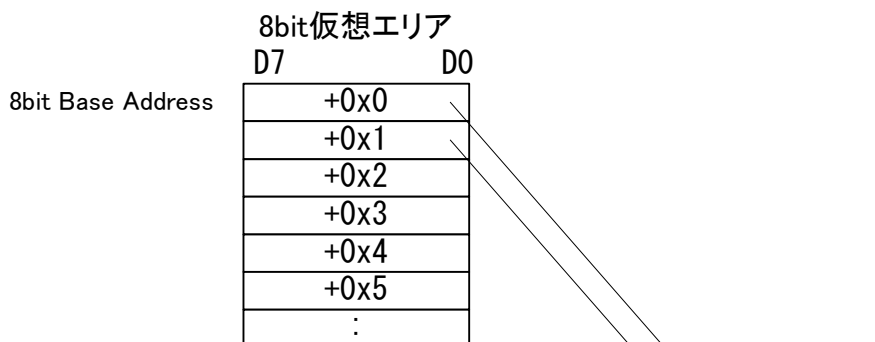 8bit仮想エリア
D7 D0
8bit Base Address +0x0
+0x1
+0x2
+0x3
+0x4
+0x5
: